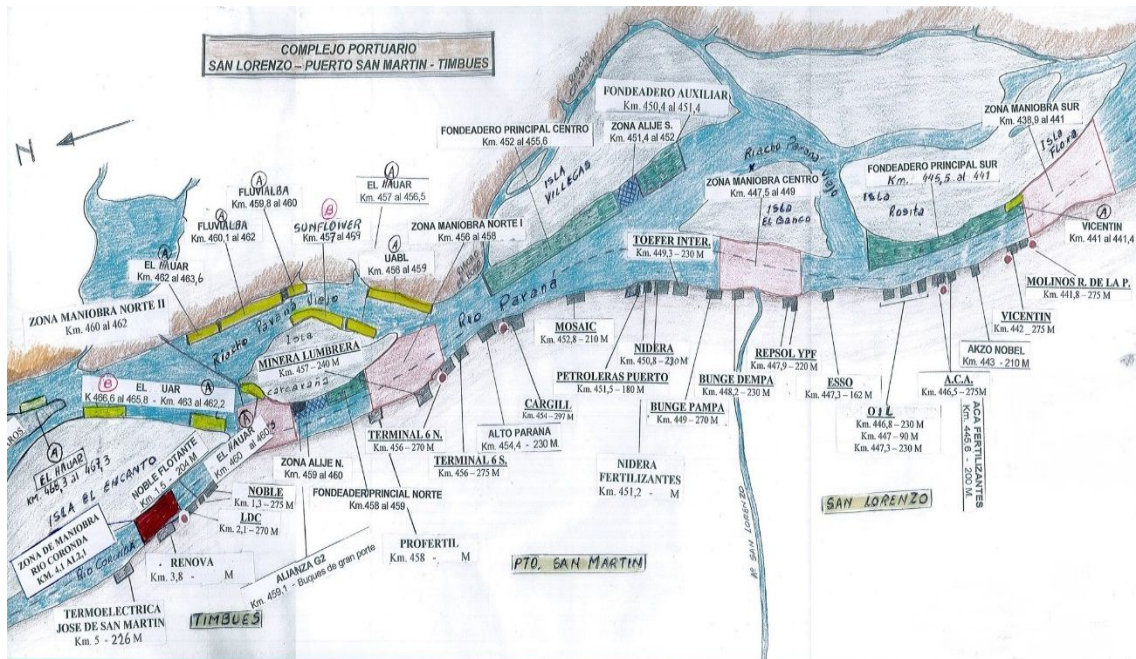 COMPLEJO PORTUARIO
SAN LORENZO – PUERTO SAN MARTIN - TIMBUES
N
Riacho
FONDEADERO AUXILIAR
Km. 450,4 al 451,4
FONDEADERO PRINCIPAL CENTRO
Km. 452 al 455,6
ZONA ALIJE S.
Km. 451,4 al 452
ZONA MANIOBRA SUR
Km. 438,9 al 441
ISLA FLORA
ISLA VILLEGAS
Riacho Paraná Viejo
ZONA MANIOBRA CENTRO
Km. 447,5 al 449
ISLA
El Banco
FONDEADERO PRINCIPAL SUR
Km. 445,5 al 441
ISLA
Rosita
A
VICENTIN
Km. 441 al 441,4
A
EL HAUAR
Km. 457 al 456,5
A
FLUVIALBA
Km. 459,8 al 460
B
SUNFLOWER
Km. 457 al 459
A
FLUVIALBA
Km. 460,1 al 462
ZONA MANIOBRA NORTE I
Km. 456 al 458
A
UABL
Km. 456 al 459
A
EL HAUAR
Km. 462 al 463,6
ZONA MANIOBRA NORTE II
Km. 460 al 462
Riacho Paraná Viejo
Isla
Carcaraña
Río Paraná
TOEFER INTER.
Km. 449,3 – 230 M
MOLINOS R. DE LA P.
Km. 441,8 – 275 M
MINERA LUMBRERA
Km. 457 – 240 M
MOSAIC
Km. 452,8 - 210 M
NIDERA
Km. 450,8 – 230 M
VICENTIN
Km. 442 – 275 M
REPSOL YPF
Km. 447,9 – 220 M
AKZO NOBEL
Km. 443 - 210 M
PETROLERAS PUERTO
Km. 451,5 – 180 M
BUNGE DEMPA
Km. 448,2 – 230 M
ESSO
Km. 447,3 – 162 M
A.C.A.
Km. 446,5 – 275M
B EL UAR A
K 466,6 al 465,8 - Km. 463 al 462,2
CARGILL
Km. 454 – 297 M
BUNGE PAMPA
Km. 449 – 270 M
Km. 446,8 – 230 M
Km. 447 – 90 M
Km. 447,3 – 230 M
ACA FERTILIZANTES
Km. 445,6 - 200 M.
ALTO PARANA
Km. 454,4 - 230 M.
TERMINAL 6 N.
Km. 456 – 270 M
TERMINAL 6 S.
Km. 456 – 275 M
NIDERA
FERTILIZANTES
Km. 451,2 - M
A
EL HAUAR
A
EL HAUAR
ISLA EL ENCANTO
NOBLE FLOTANTE
Km. 1,5 204 M
ZONA ALIJE N.
Km. 459 al 460
NOBLE
Km. 1,3 – 275 M
FONDEADERO PRINCIAL NORTE
Km. 458 al 459
SAN LORENZO
LDC
Km. 2,1 – 270 M
PROFERTIL
Km. 458 - M
ZONA DE MANIOBRA
RIO CORONDA
KM. 4,1 AL 2,1
RIO CORONDA
RENOVA
Km. 3,8 - M
ALIANZA G2
Km. 459,1 - Buques de gran porte
PTO. SAN MARTIN
SAN LORENZO
TERMOELECTRICA
JOSE DE SAN MARTIN
Km. 5 – 226 M
TIMBUES